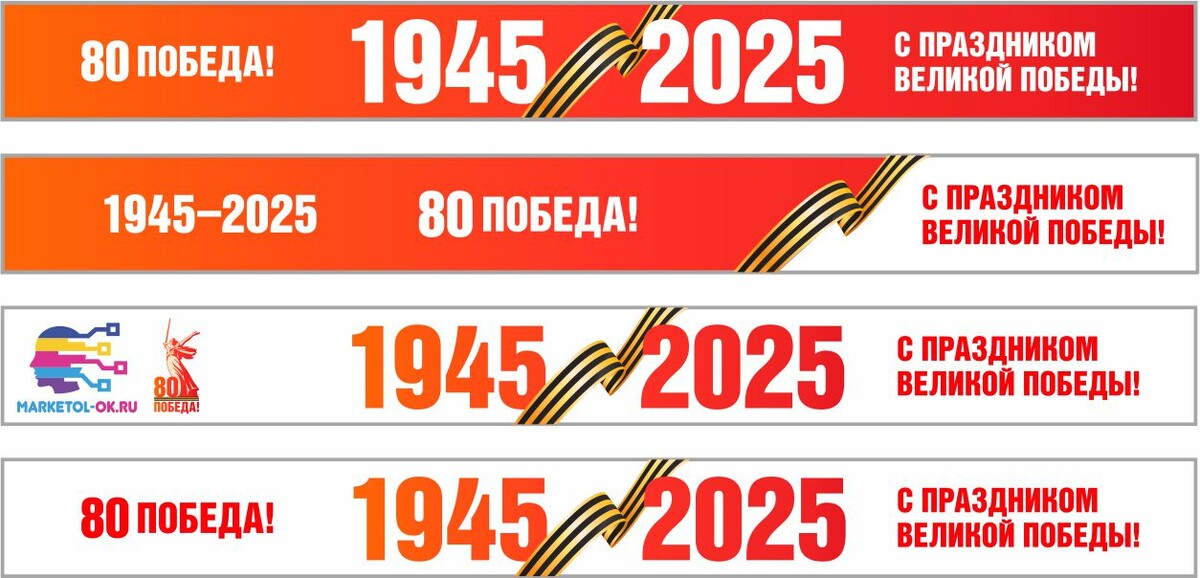 80 ПОБЕДА!
1945 2025
С ПРАЗДНИКОМ
ВЕЛИКОЙ ПОБЕДЫ!
1945–2025
80 ПОБЕДА!
С ПРАЗДНИКОМ
ВЕЛИКОЙ ПОБЕДЫ!
MARKETOL-OK.RU
80
ПОБЕДА!
1945 2025
С ПРАЗДНИКОМ
ВЕЛИКОЙ ПОБЕДЫ!
80 ПОБЕДА!
1945 2025
С ПРАЗДНИКОМ
ВЕЛИКОЙ ПОБЕДЫ!